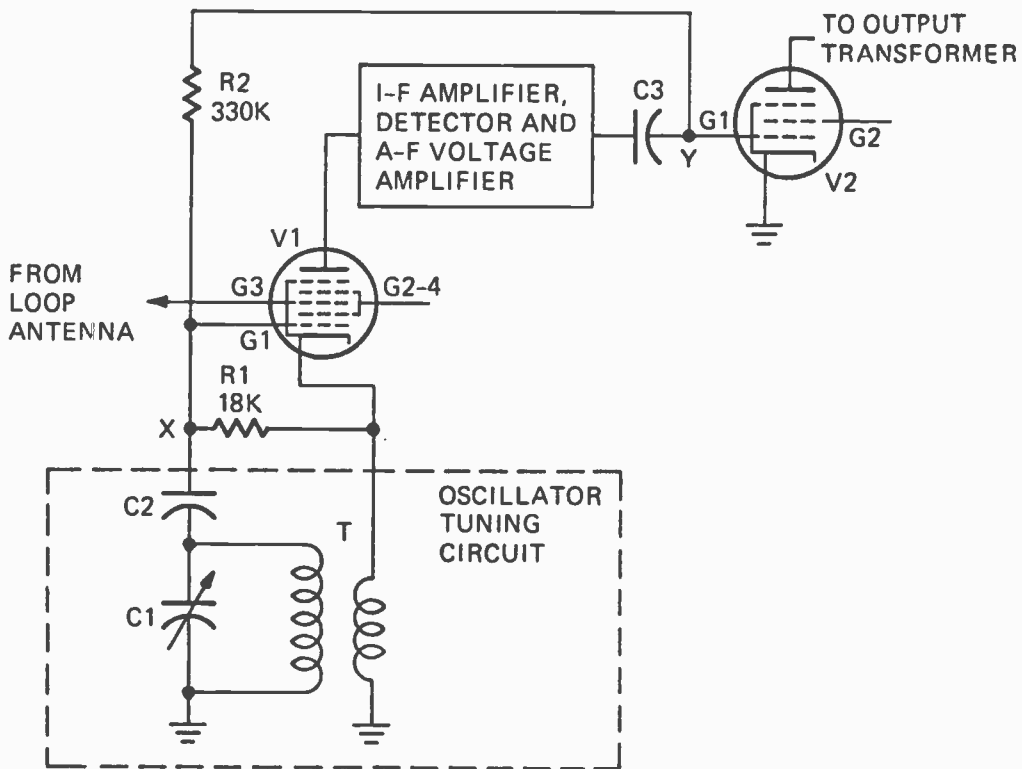 TO OUTPUT
TRANSFORMER
R2
330K
I-F AMPLIFIER,
DETECTOR AND
A-F VOLTAGE
AMPLIFIER
C3
G1
Y
G2
V2
V1
FROM
LOOP
ANTENNA
G3
G2-4
G1
R1
18K
X
C2
T
OSCILLATOR
TUNING
CIRCUIT
C1